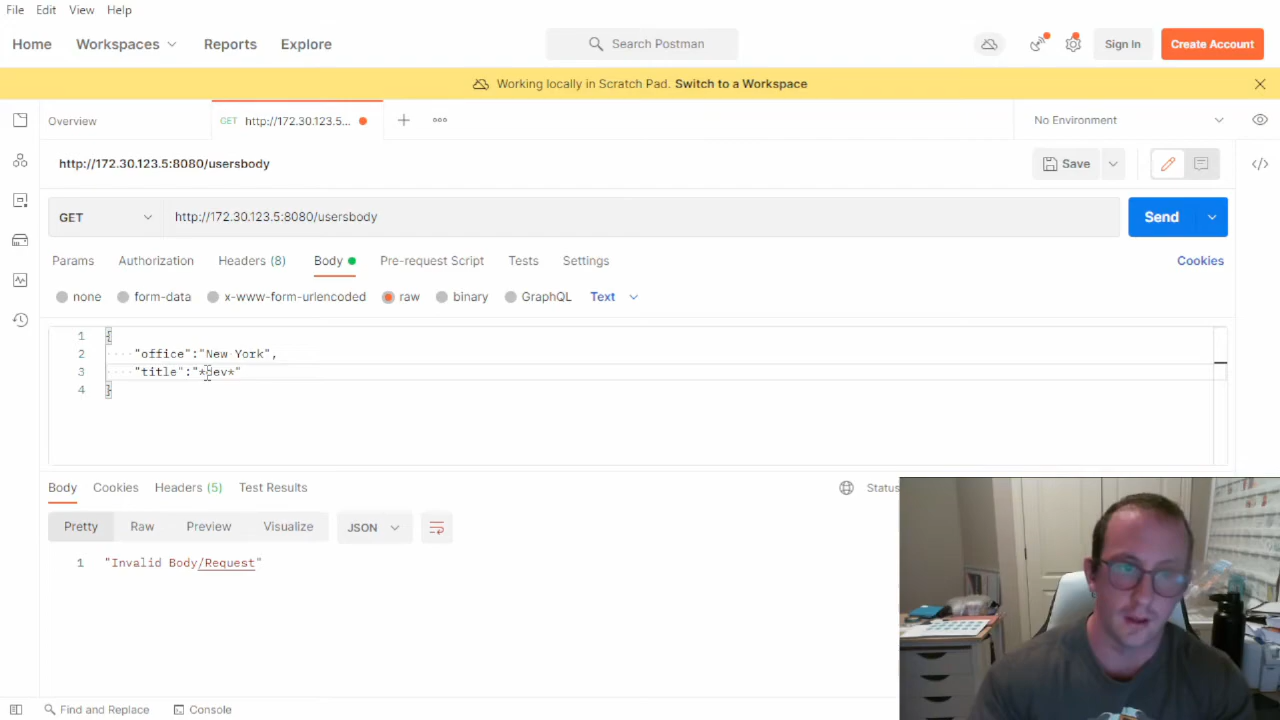 File Edit View Help
Home Workspaces Reports Explore Search Postman Sign In Create Account
Working locally in Scratch Pad. Switch to a Workspace
Overview GET http://172.30.123.5... No Environment
http://172.30.123.5:8080/usersbody Save
GET http://172.30.123.5:8080/usersbody Send
Params Authorization Headers (8) Body Pre-request Script Tests Settings Cookies
none form-data x-www-form-urlencoded raw binary GraphQL Text
1 {
2 "office":"New York",
3 "title":"*dev*"
4 }
Body Cookies Headers (5) Test Results Status
Pretty Raw Preview Visualize JSON
1 "Invalid Body/Request"
Find and Replace Console